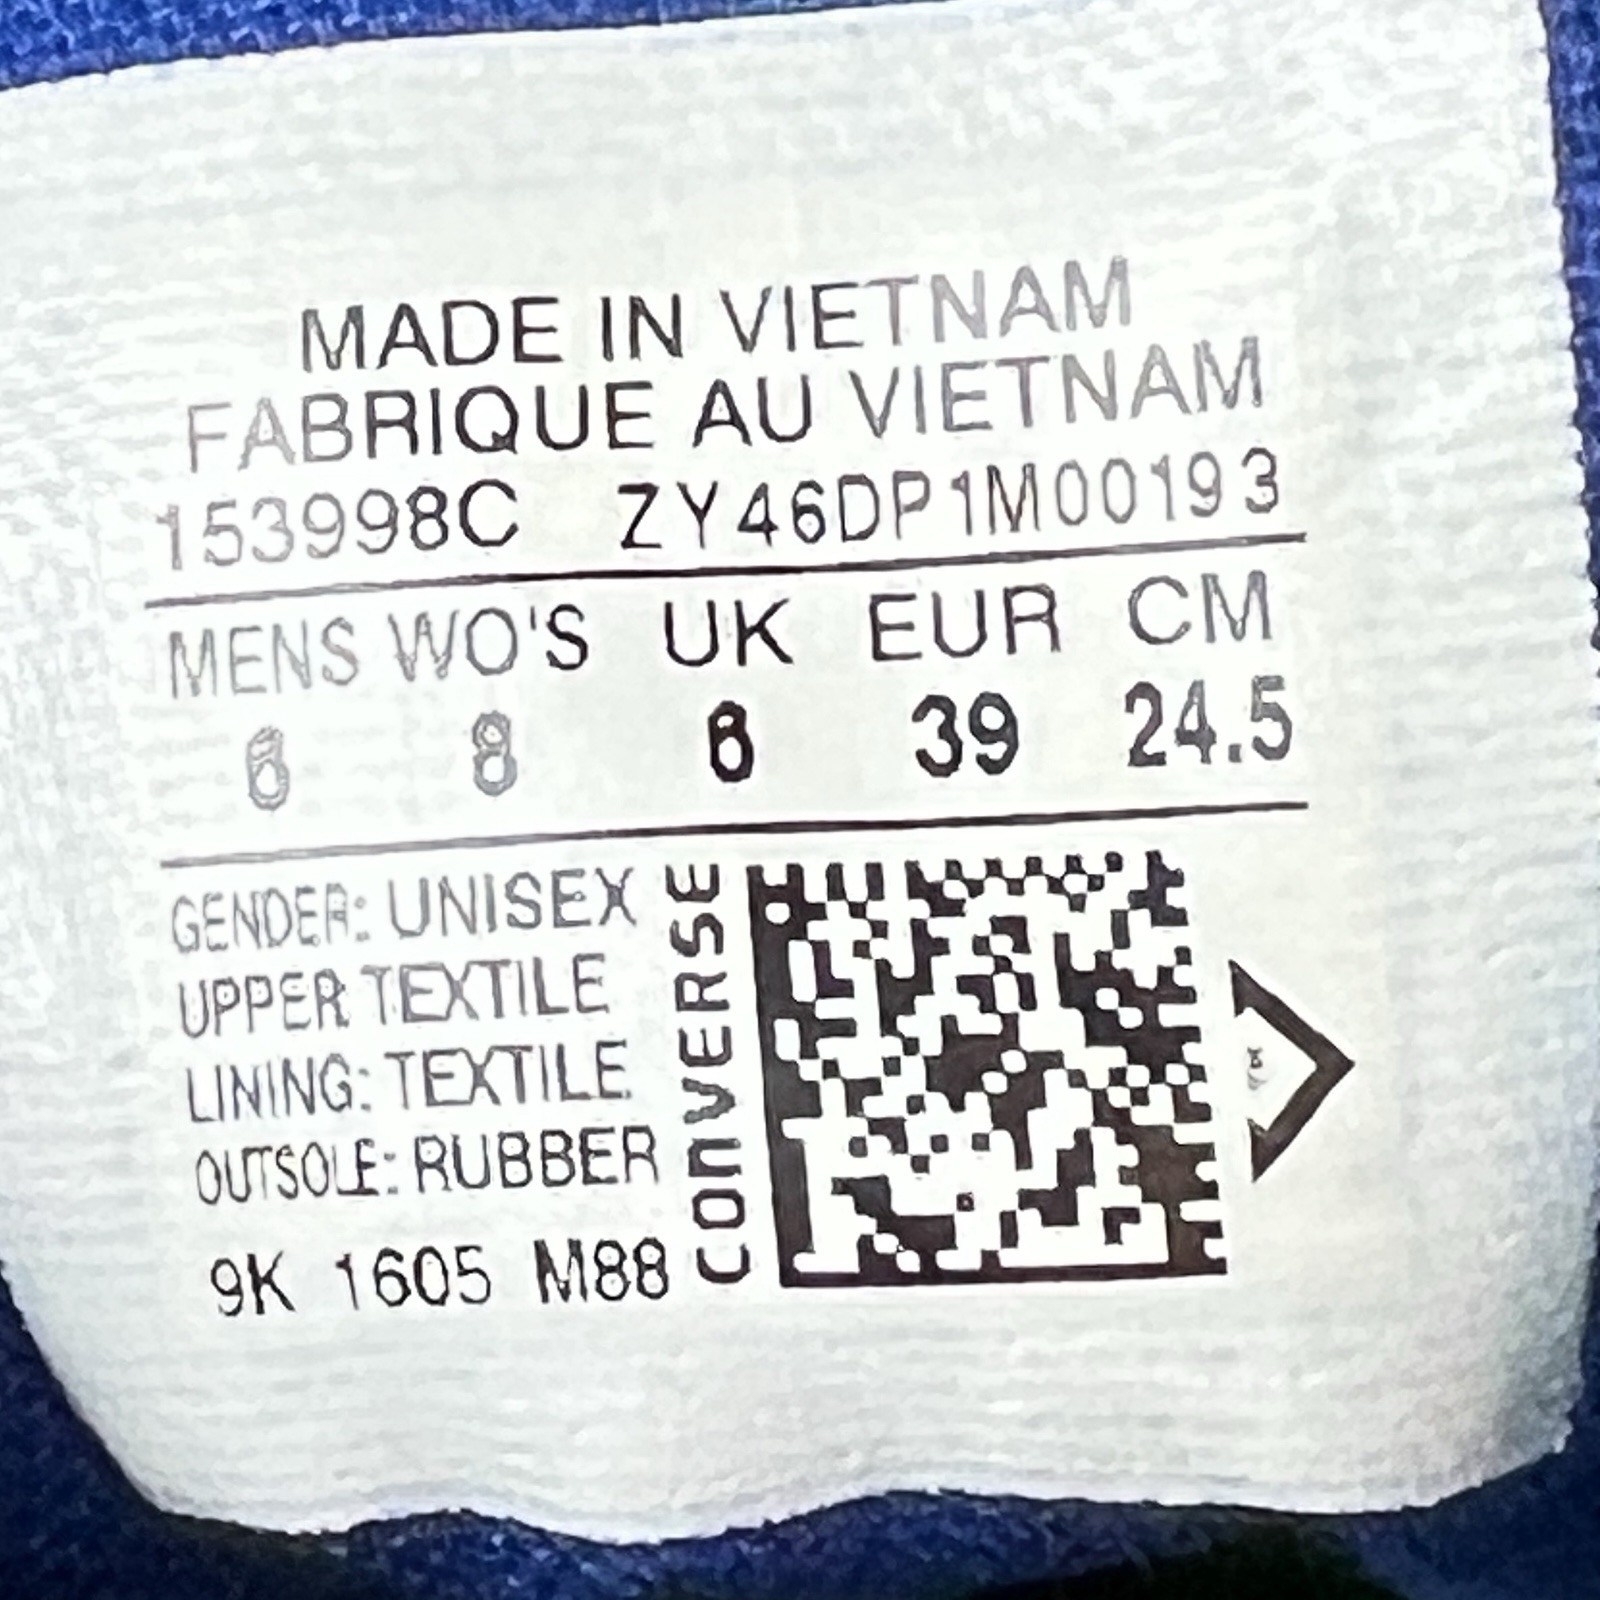 MADE IN VIETNAM
FABRIQUE AU VIETNAM
153998C ZY46DP1M00193
MENS WO'S UK EUR CM
6 8 6 39 24.5
GENDER: UNISEX
UPPER TEXTILE
LINING: TEXTILE
OUTSOLE: RUBBER
9K 1605 M88
CONVERSE